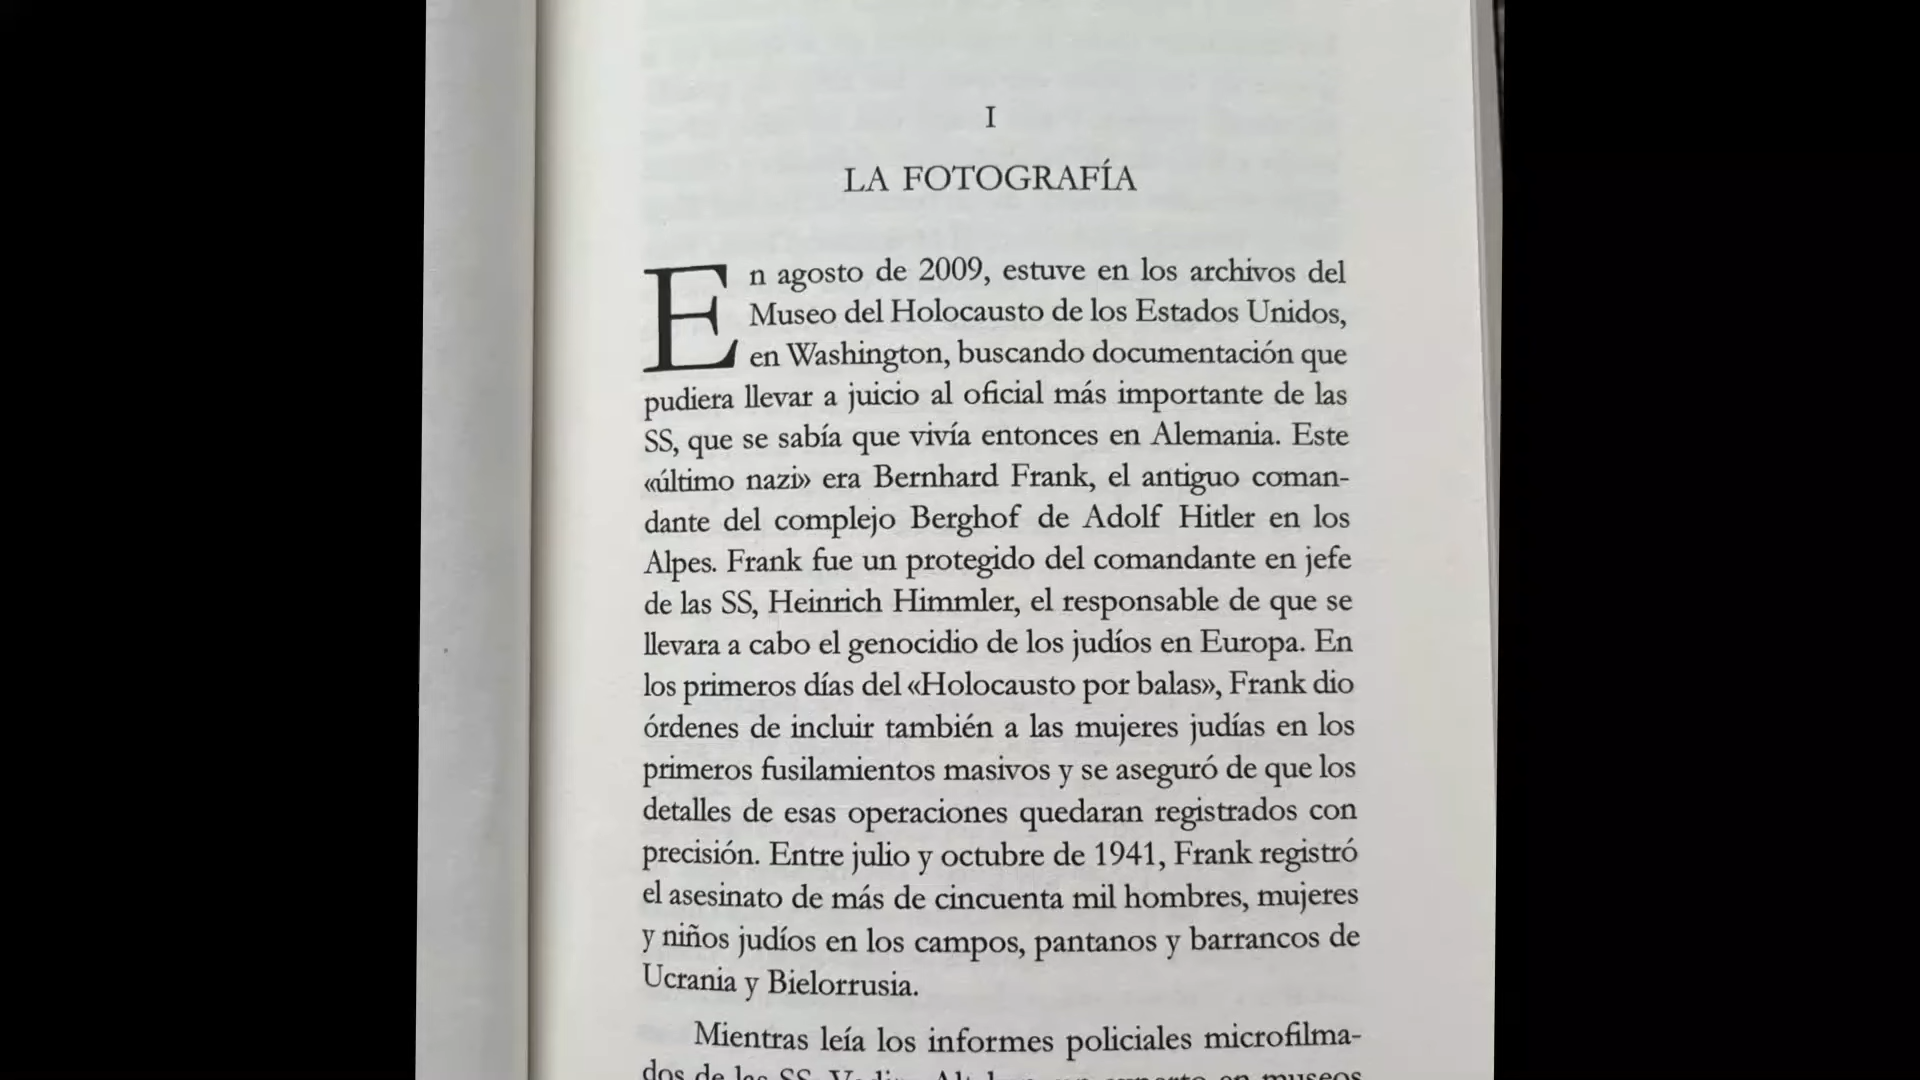 I
LA FOTOGRAFÍA
En agosto de 2009, estuve en los archivos del
Museo del Holocausto de los Estados Unidos,
en Washington, buscando documentación que
pudiera llevar a juicio al oficial más importante de las
SS, que se sabía que vivía entonces en Alemania. Este
«último nazi» era Bernhard Frank, el antiguo coman-
dante del complejo Berghof de Adolf Hitler en los
Alpes. Frank fue un protegido del comandante en jefe
de las SS, Heinrich Himmler, el responsable de que se
llevara a cabo el genocidio de los judíos en Europa. En
los primeros días del «Holocausto por balas», Frank dio
órdenes de incluir también a las mujeres judías en los
primeros fusilamientos masivos y se aseguró de que los
detalles de esas operaciones quedaran registrados con
precisión. Entre julio y octubre de 1941, Frank registró
el asesinato de más de cincuenta mil hombres, mujeres
y niños judíos en los campos, pantanos y barrancos de
Ucrania y Bielorrusia.
Mientras leía los informes policiales microfilma-
dos de las SS, en museos